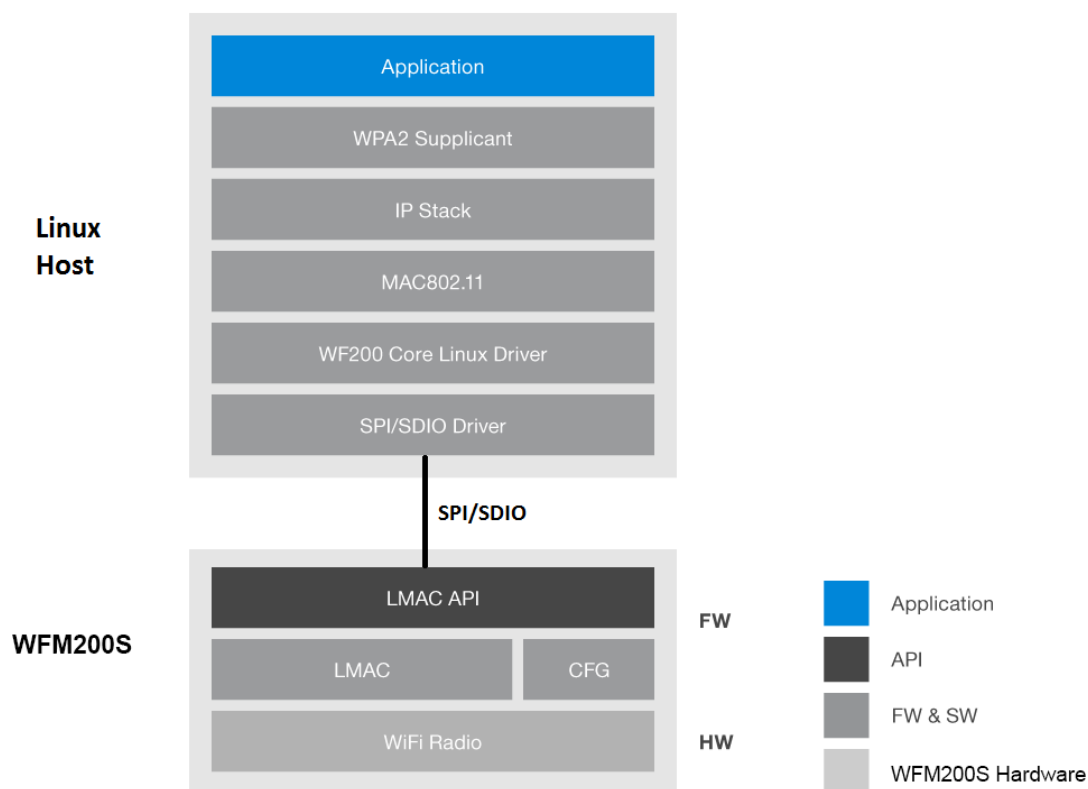 Application
WPA2 Supplicant
IP Stack
Linux
Host
MAC802.11
WF200 Core Linux Driver
SPI/SDIO Driver
SPI/SDIO
LMAC API
FW
WFM200S
LMAC
CFG
WiFi Radio
HW
Application
API
FW & SW
WFM200S Hardware